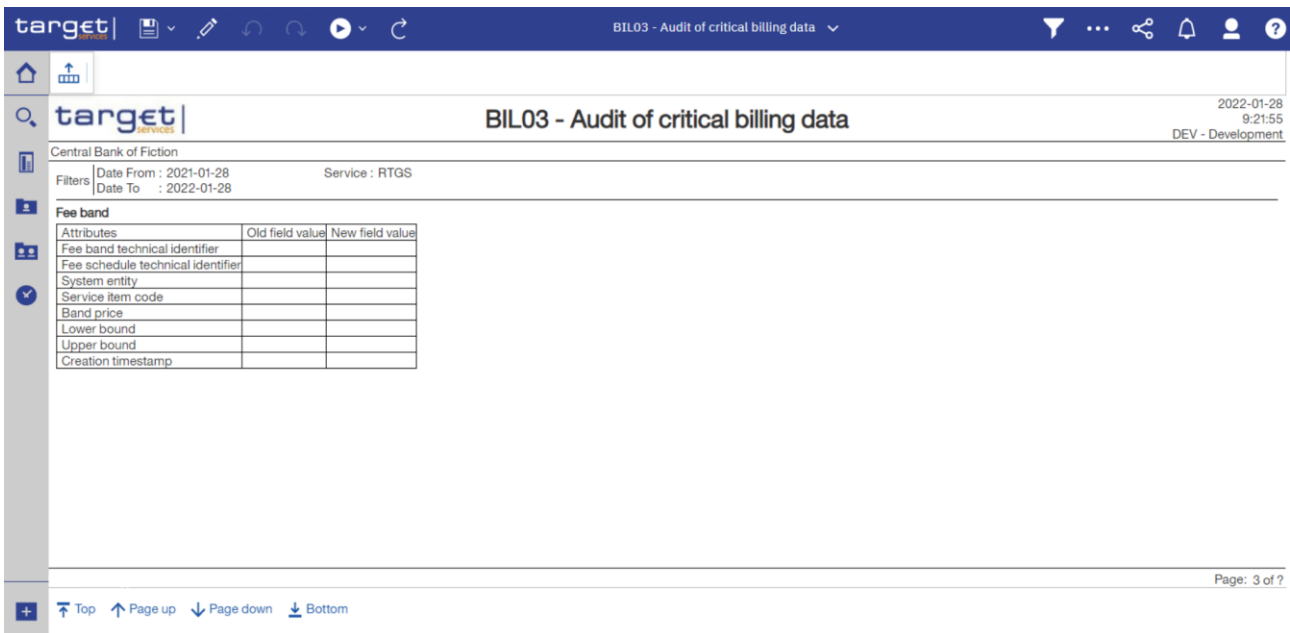 target|
services
BIL03 - Audit of critical billing data
target|
services
BIL03 - Audit of critical billing data
2022-01-28
9:21:55
DEV - Development
Central Bank of Fiction
Filters
Date From : 2021-01-28
Service : RTGS
Date To : 2022-01-28
Fee band
Attributes Old field value New field value
Fee band technical identifier
Fee schedule technical identifier
System entity
Service item code
Band price
Lower bound
Upper bound
Creation timestamp
Page: 3 of ?
Top Page up Page down Bottom